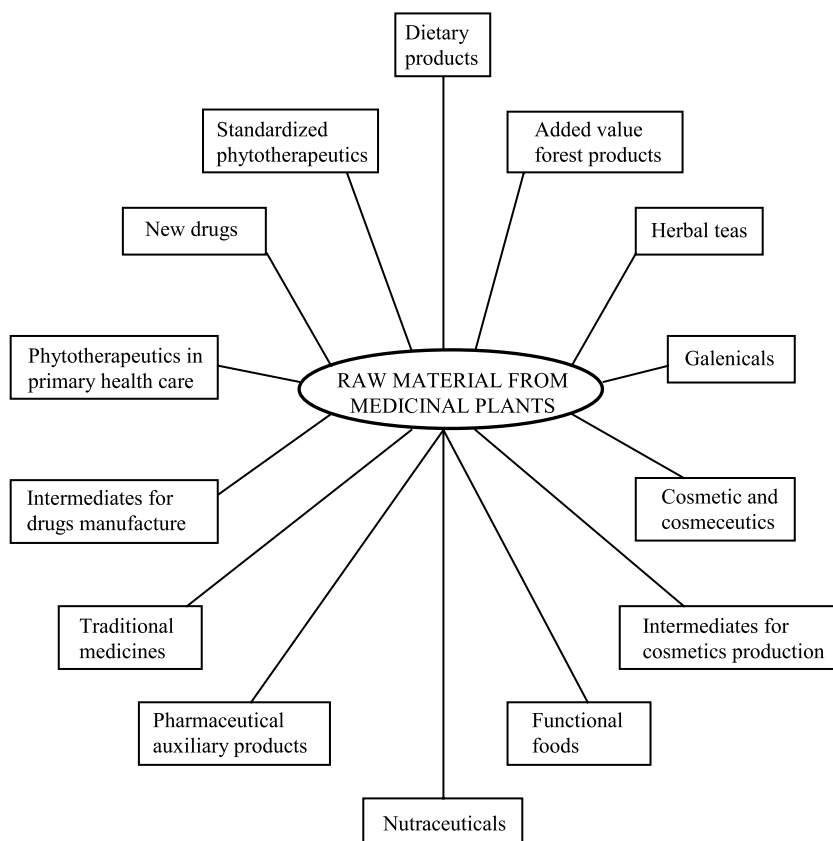 Dietary
products
Standardized
phytotherapeutics
Added value
forest products
New drugs
Herbal teas
Phytotherapeutics in
primary health care
RAW MATERIAL FROM
MEDICINAL PLANTS
Galenicals
Intermediates for
drugs manufacture
Cosmetic and
cosmeceutics
Traditional
medicines
Intermediates for
cosmetics production
Pharmaceutical
auxiliary products
Functional
foods
Nutraceuticals